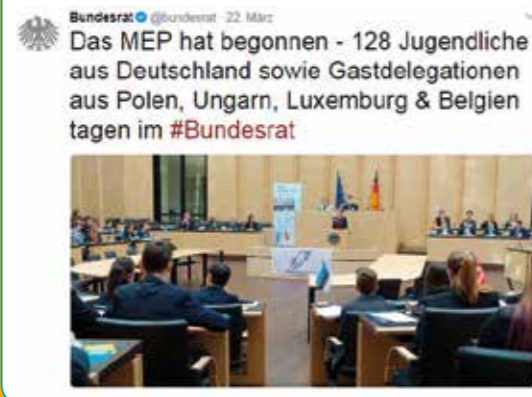 Bundesrat @bundesrat · 22. März
Das MEP hat begonnen - 128 Jugendliche
aus Deutschland sowie Gastdelegationen
aus Polen, Ungarn, Luxemburg & Belgien
tagen im #Bundesrat